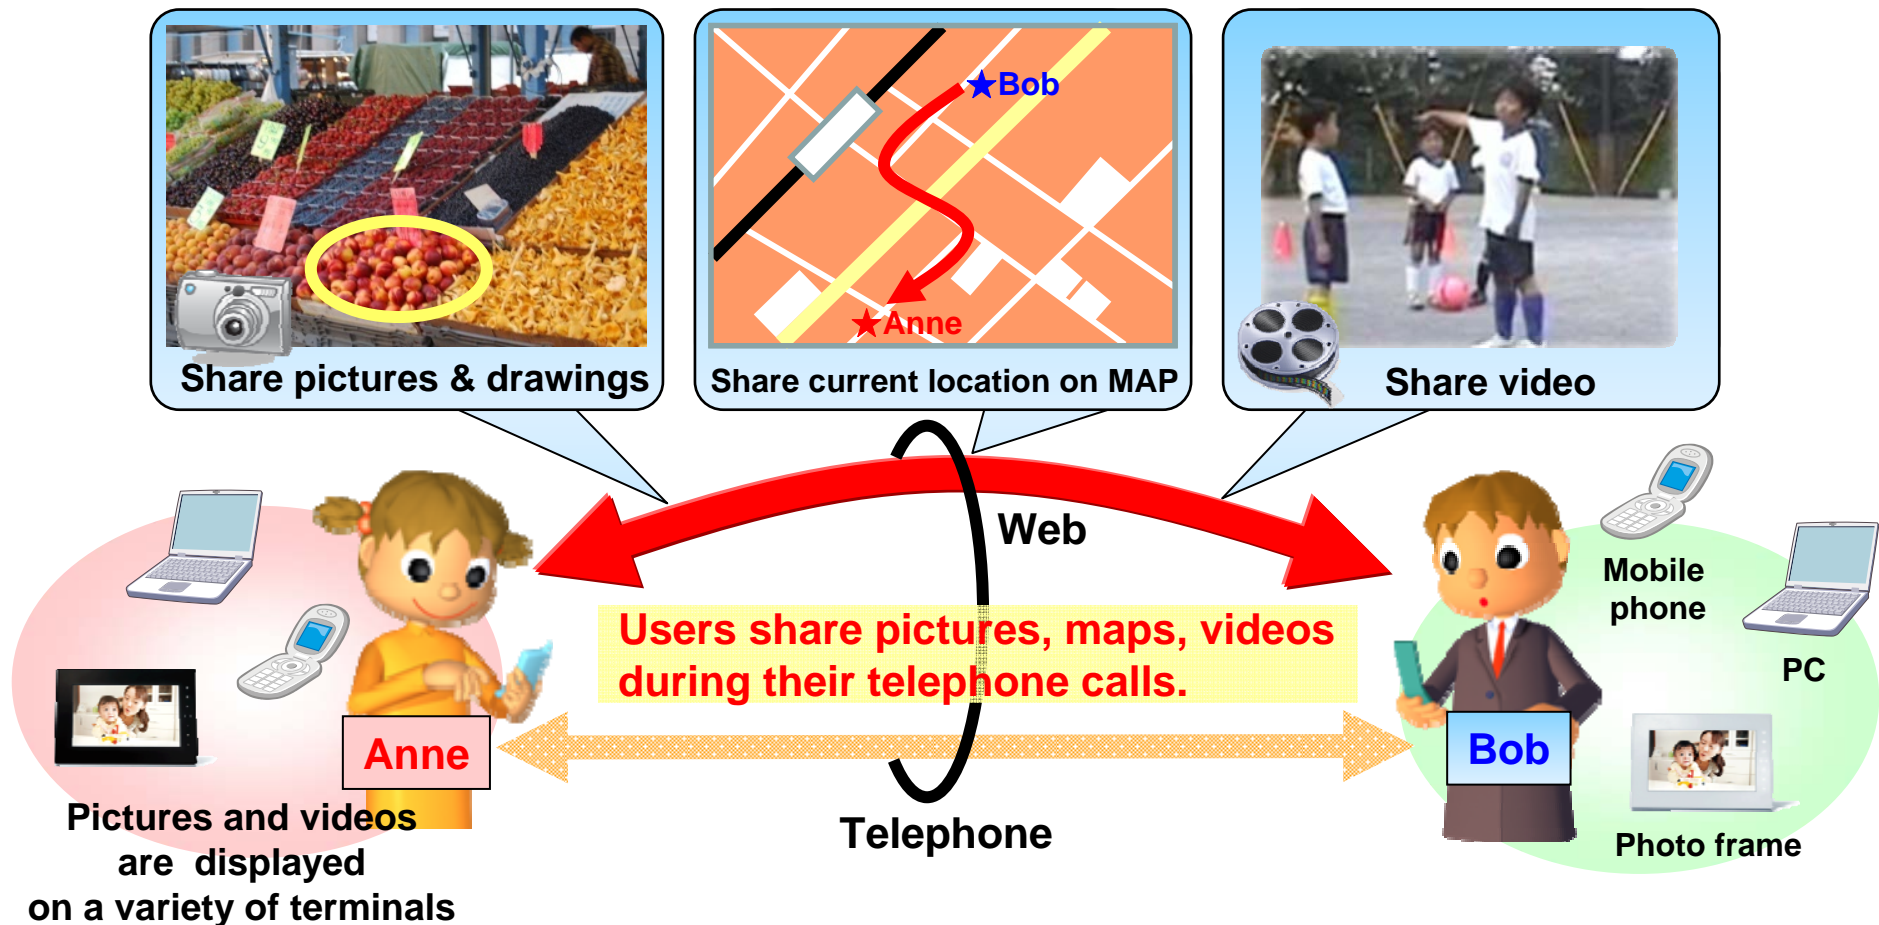 ★Bob
★Anne
Share pictures & drawings
Share current location on MAP
Share video
Web
Users share pictures, maps, videos
during their telephone calls.
Telephone
Anne
Bob
Mobile
phone
PC
Photo frame
Pictures and videos
are displayed
on a variety of terminals